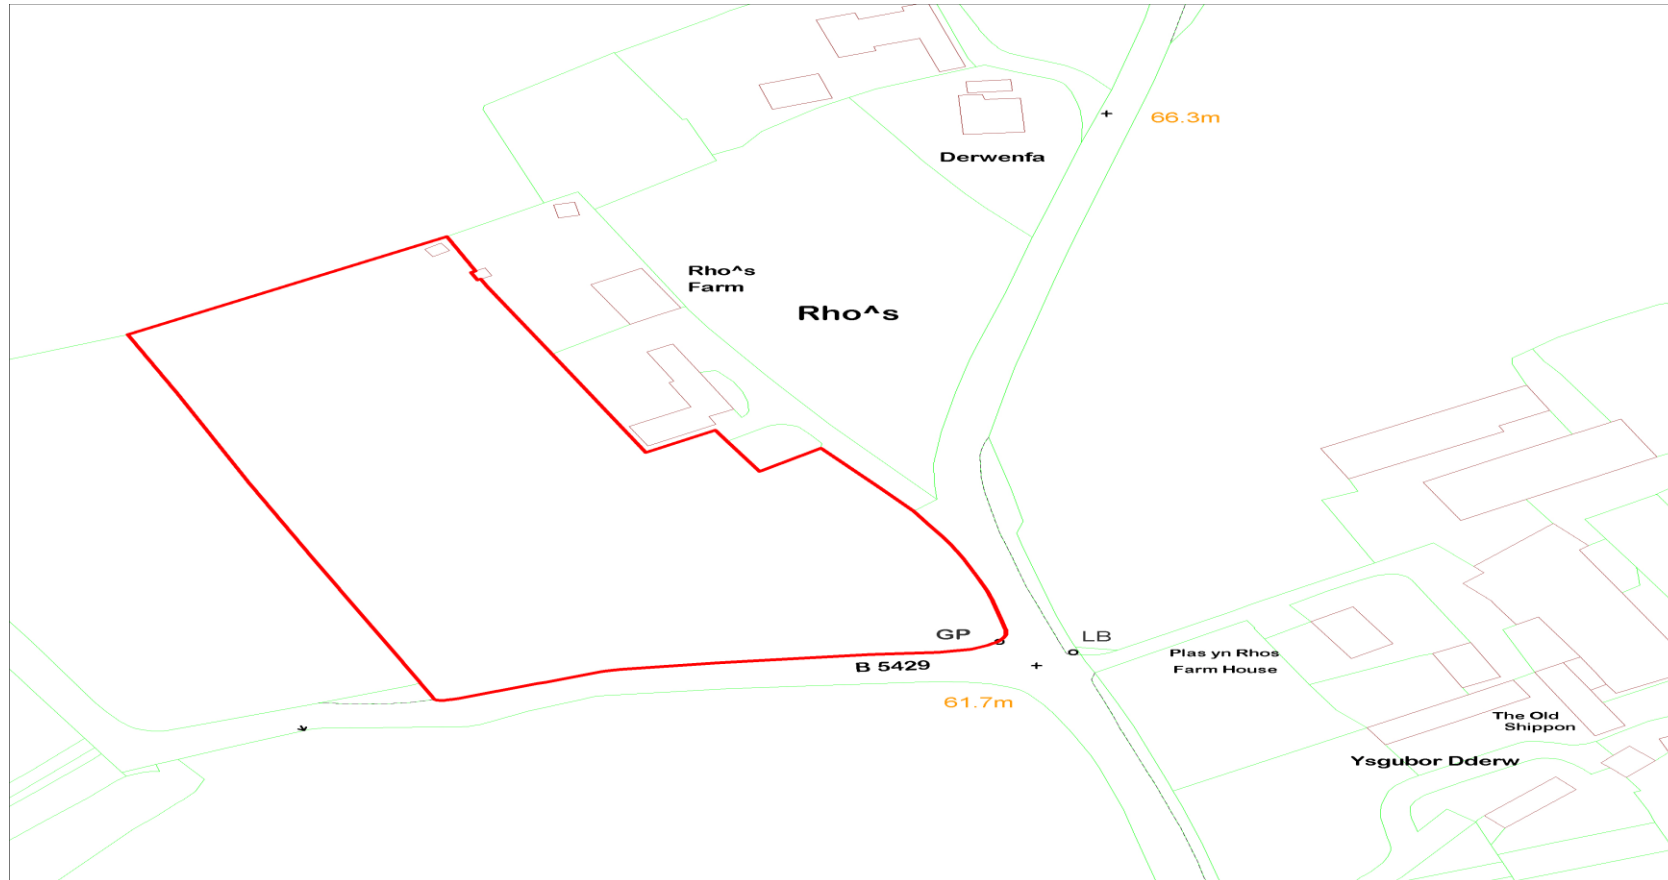 66.3m
Derwenfa
Rho^s
Farm
Rho^s
GP
LB
B 5429
Plas yn Rhos
Farm House
61.7m
The Old
Shippon
Ysgubor Dderw